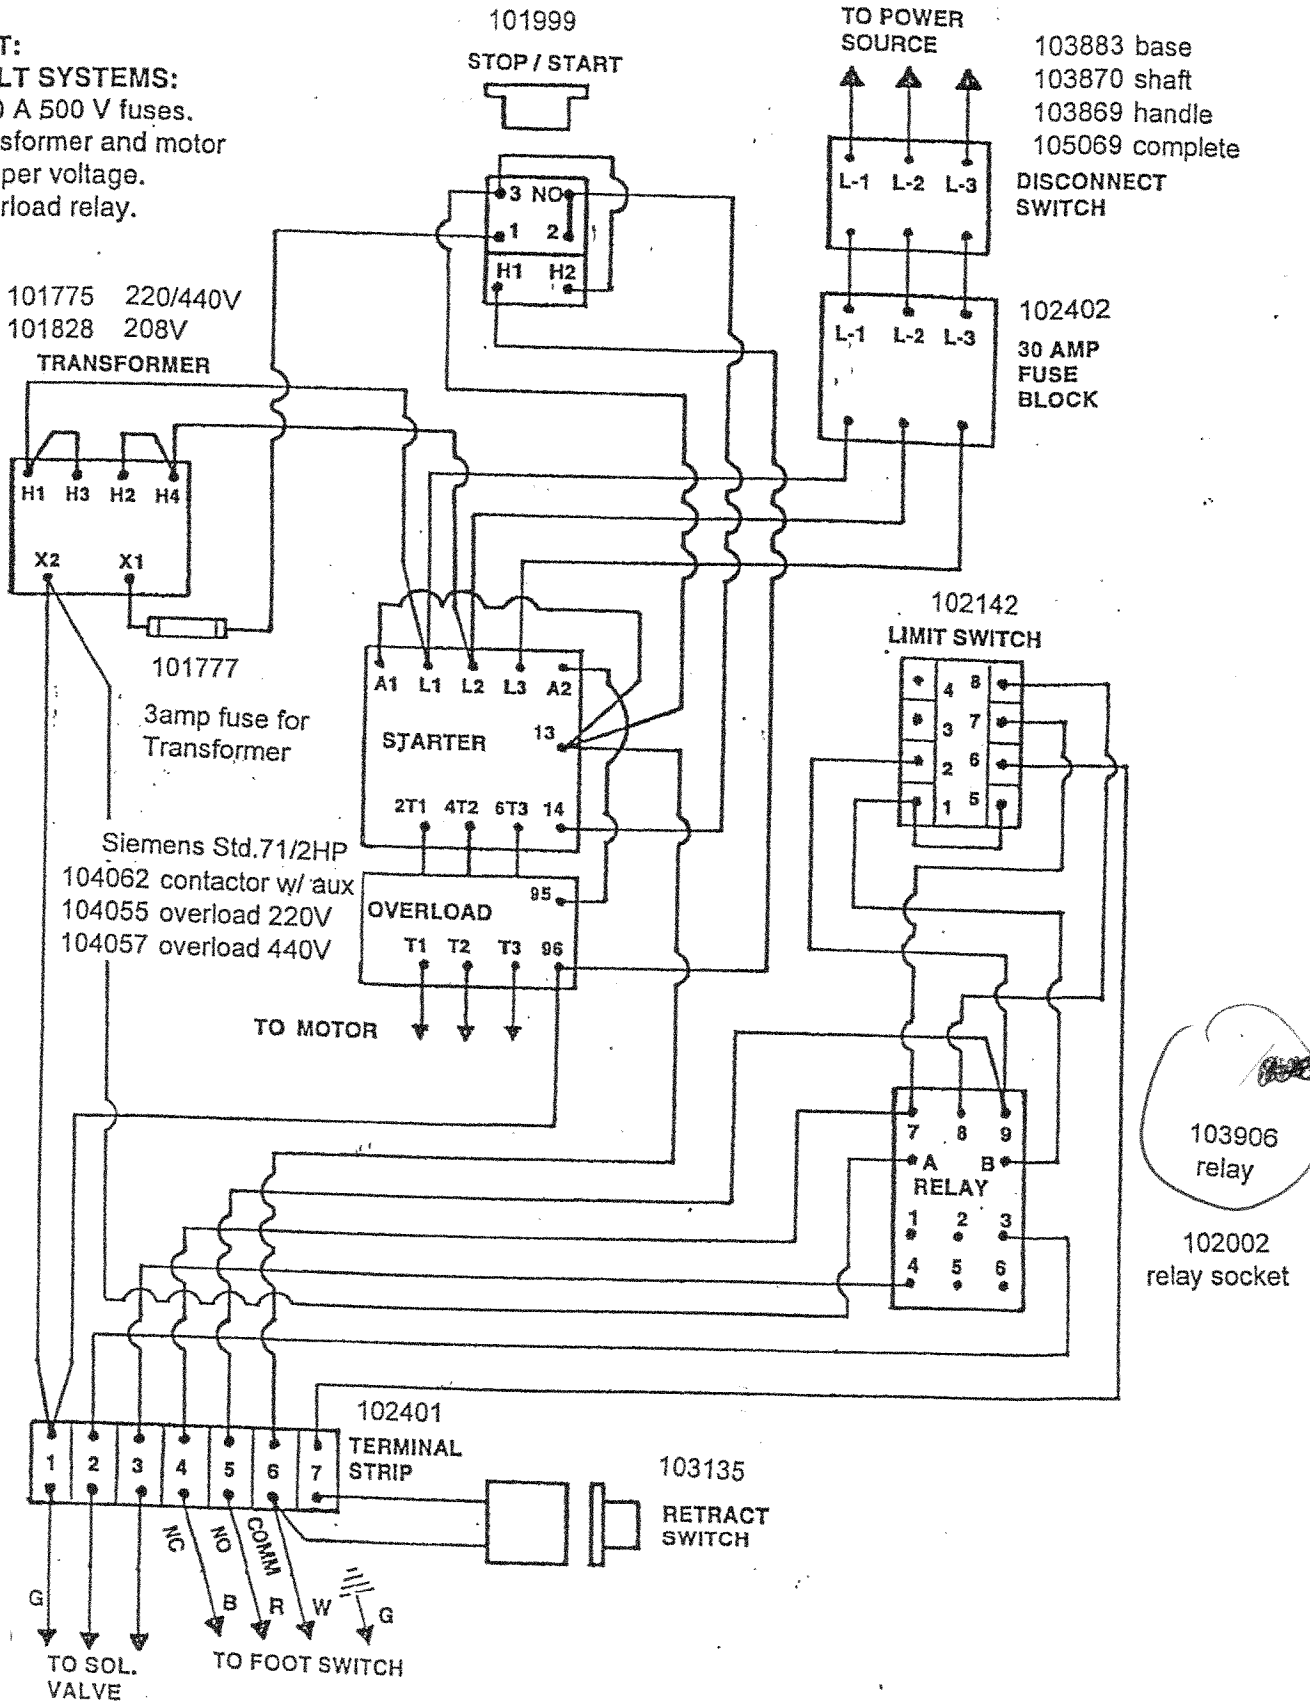 T:
LT SYSTEMS:
0 A 500 V fuses.
sformer and motor
per voltage.
rload relay.
101999
STOP / START
TO POWER
SOURCE
103883 base
103870 shaft
103869 handle
105069 complete
DISCONNECT
SWITCH
L-1 L-2 L-3
3 NO
1 2
H1 H2
101775 220/440V
101828 208V
TRANSFORMER
L-1 L-2 L-3
102402
30 AMP
FUSE
BLOCK
H1 H3 H2 H4
X2 X1
101777
3amp fuse for
Transformer
A1 L1 L2 L3 A2
13
STARTER
2T1 4T2 6T3 14
102142
LIMIT SWITCH
4 8
3 7
2 6
1 5
Siemens Std.71/2HP
104062 contactor w/ aux
104055 overload 220V
104057 overload 440V
95
OVERLOAD
T1 T2 T3 96
TO MOTOR
7 8 9
A B
RELAY
1 2 3
4 5 6
103906
relay
102002
relay socket
102401
TERMINAL
STRIP
1 2 3 4 5 6 7
103135
RETRACT
SWITCH
NC NO COMM
G B R W G
TO SOL.
VALVE
TO FOOT SWITCH